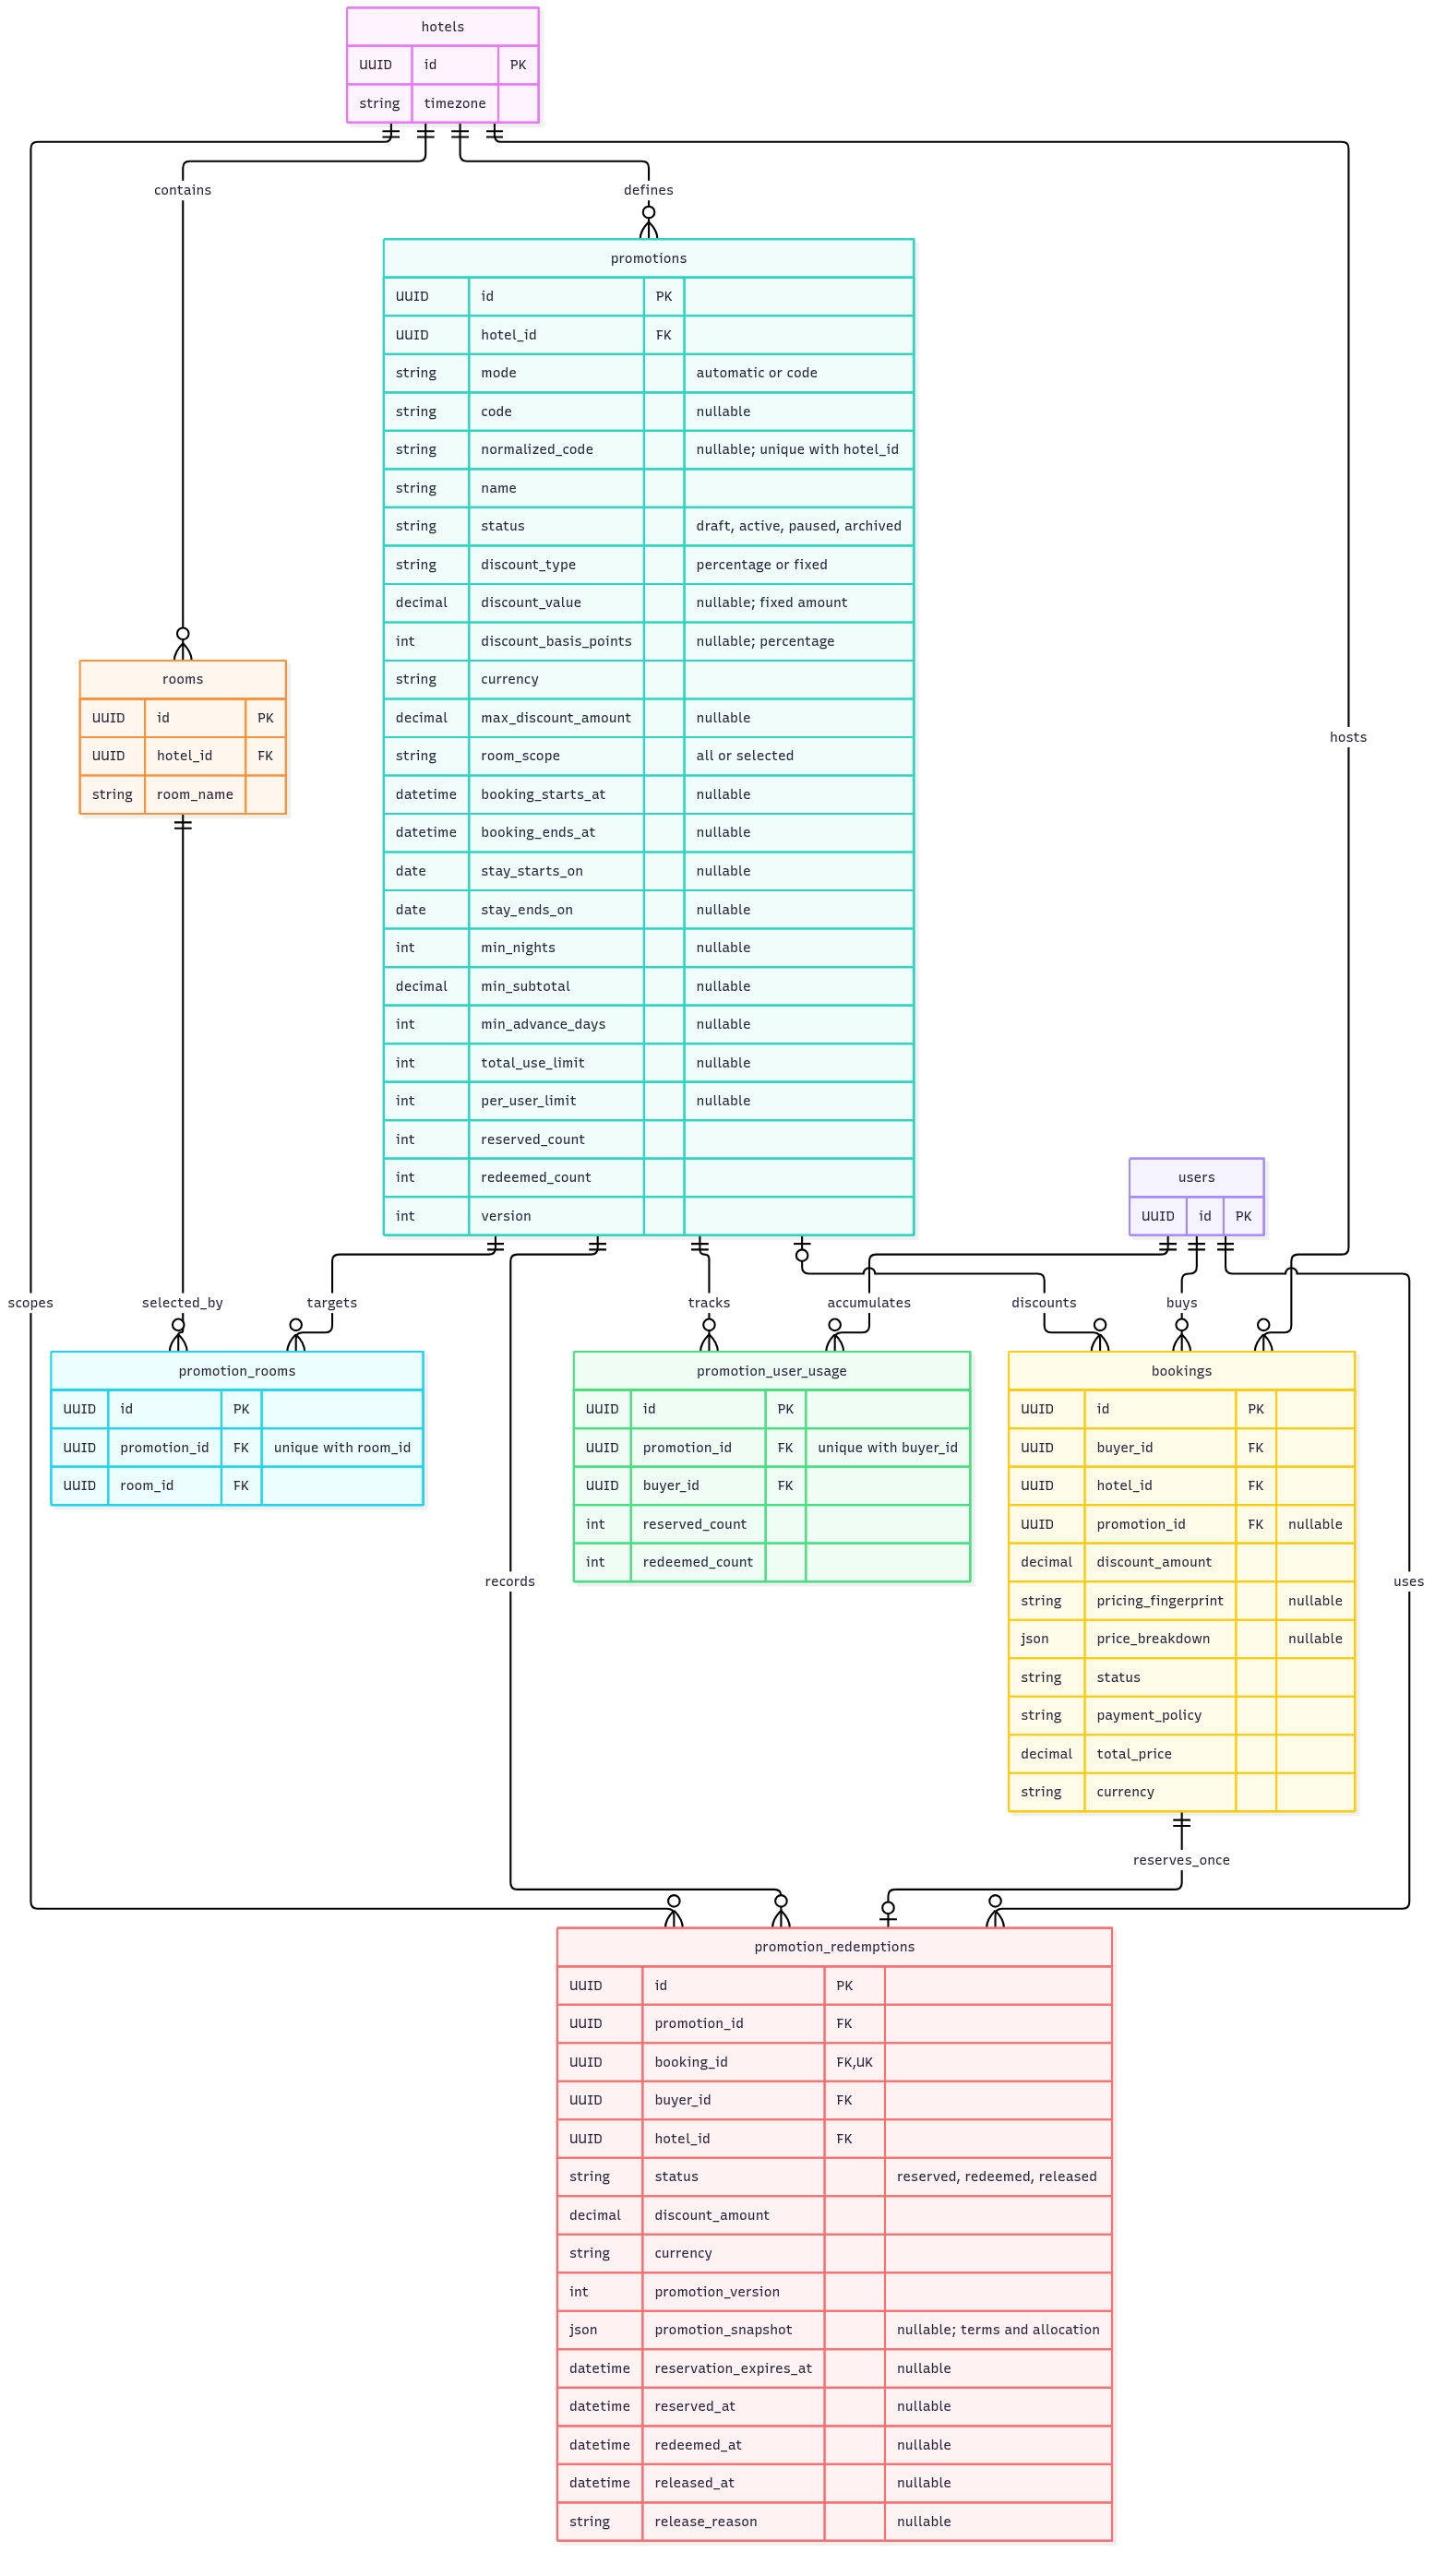 hotels
UUID id PK
string timezone
contains
defines
promotions
UUID id PK
UUID hotel_id FK
string mode automatic or code
string code nullable
string normalized_code nullable; unique with hotel_id
string name
string status draft, active, paused, archived
string discount_type percentage or fixed
decimal discount_value nullable; fixed amount
int discount_basis_points nullable; percentage
string currency
decimal max_discount_amount nullable
string room_scope all or selected
datetime booking_starts_at nullable
datetime booking_ends_at nullable
date stay_starts_on nullable
date stay_ends_on nullable
int min_nights nullable
decimal min_subtotal nullable
int min_advance_days nullable
int total_use_limit nullable
int per_user_limit nullable
int reserved_count
int redeemed_count
int version
rooms
UUID id PK
UUID hotel_id FK
string room_name
hosts
users
UUID id PK
scopes
selected_by
targets
tracks
accumulates
discounts
buys
promotion_rooms
UUID id PK
UUID promotion_id FK unique with room_id
UUID room_id FK
promotion_user_usage
UUID id PK
UUID promotion_id FK unique with buyer_id
UUID buyer_id FK
int reserved_count
int redeemed_count
bookings
UUID id PK
UUID buyer_id FK
UUID hotel_id FK
UUID promotion_id FK nullable
decimal discount_amount
string pricing_fingerprint nullable
json price_breakdown nullable
string status
string payment_policy
decimal total_price
string currency
records
uses
reserves_once
promotion_redemptions
UUID id PK
UUID promotion_id FK
UUID booking_id FK,UK
UUID buyer_id FK
UUID hotel_id FK
string status reserved, redeemed, released
decimal discount_amount
string currency
int promotion_version
json promotion_snapshot nullable; terms and allocation
datetime reservation_expires_at nullable
datetime reserved_at nullable
datetime redeemed_at nullable
datetime released_at nullable
string release_reason nullable